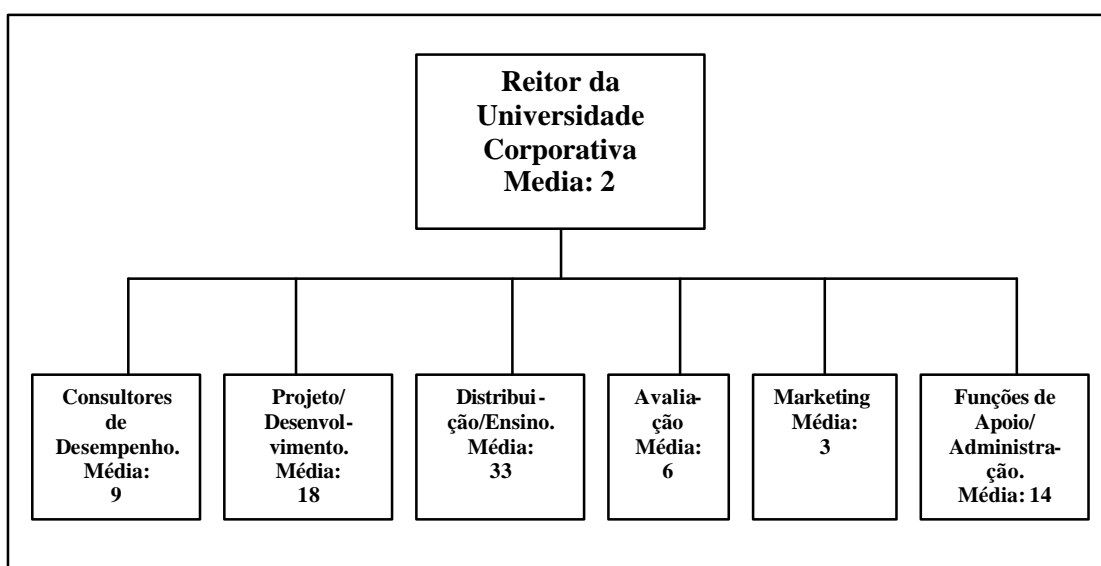 Reitor da
Universidade
Corporativa
Media: 2
Consultores
de
Desempenho.
Média:
9
Projeto/
Desenvol-
vimento.
Média:
18
Distribui-
ção/Ensino.
Média:
33
Avalia-
ção
Média:
6
Marketing
Média:
3
Funções de
Apoio/
Administra-
ção.
Média: 14